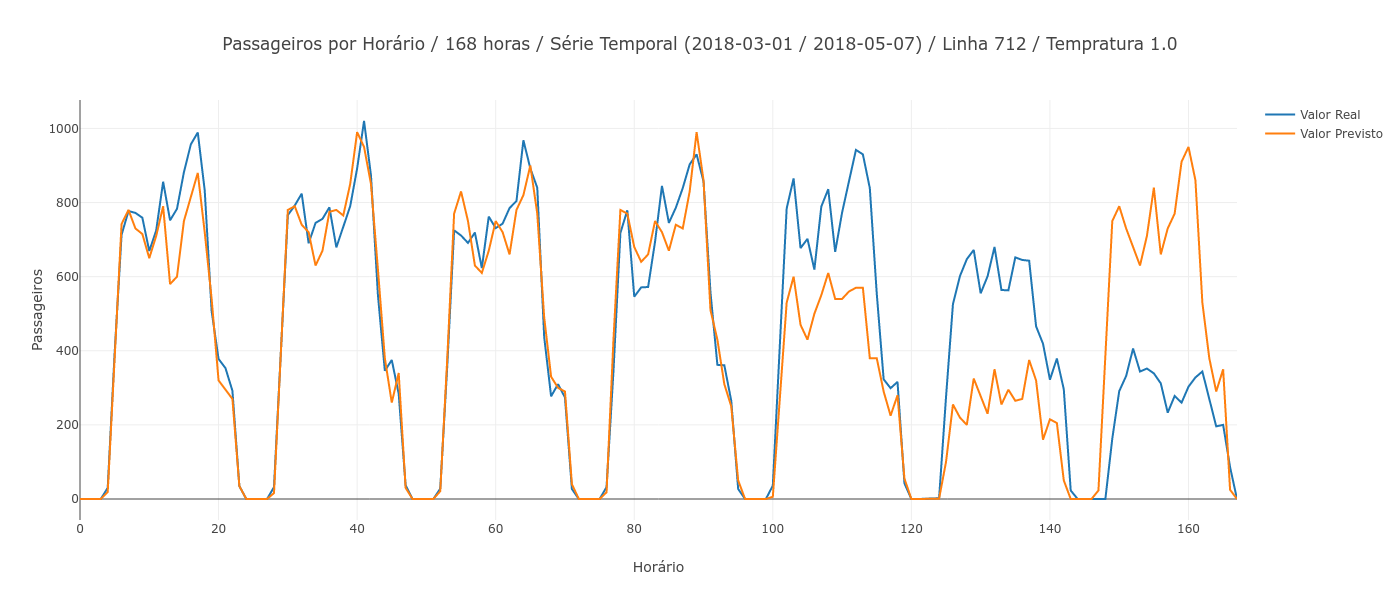 Passageiros por Horário / 168 horas / Série Temporal (2018-03-01 / 2018-05-07) / Linha 712 / Tempratura 1.0
Valor Real
Valor Previsto
Passageiros
1000
800
600
400
200
0
0 20 40 60 80 100 120 140 160
Horário